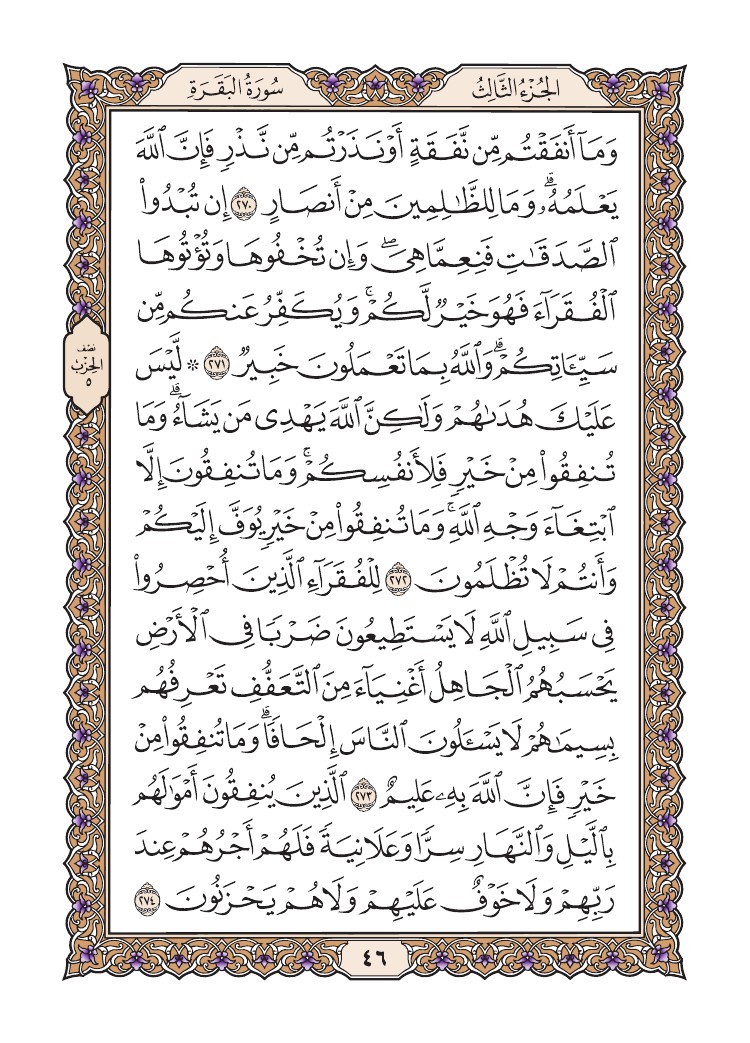 الجُزْءُ الثَّالِثُ
سُورَةُ البَقَرَةِ
وَمَآ أَنفَقْتُم مِّن نَّفَقَةٍ أَوْ نَذَرْتُم مِّن نَّذْرٍ فَإِنَّ ٱللَّهَ
يَعْلَمُهُۥۗ وَمَا لِلظَّٰلِمِينَ مِنْ أَنصَارٍ ٢٧٠ إِن تُبْدُوا۟
ٱلصَّدَقَٰتِ فَنِعِمَّا هِىَۖ وَإِن تُخْفُوهَا وَتُؤْتُوهَا
ٱلْفُقَرَآءَ فَهُوَ خَيْرٌ لَّكُمْۚ وَيُكَفِّرُ عَنكُم مِّن
سَيِّـَٔاتِكُمْۗ وَٱللَّهُ بِمَا تَعْمَلُونَ خَبِيرٌ ٢٧١ ۞ لَّيْسَ
عَلَيْكَ هُدَىٰهُمْ وَلَٰكِنَّ ٱللَّهَ يَهْدِى مَن يَشَآءُۗ وَمَا
تُنفِقُوا۟ مِنْ خَيْرٍ فَلِأَنفُسِكُمْۚ وَمَا تُنفِقُونَ إِلَّا
ٱبْتِغَآءَ وَجْهِ ٱللَّهِۚ وَمَا تُنفِقُوا۟ مِنْ خَيْرٍ يُوَفَّ إِلَيْكُمْ
وَأَنتُمْ لَا تُظْلَمُونَ ٢٧٢ لِلْفُقَرَآءِ ٱلَّذِينَ أُحْصِرُوا۟
فِى سَبِيلِ ٱللَّهِ لَا يَسْتَطِيعُونَ ضَرْبًا فِى ٱلْأَرْضِ
يَحْسَبُهُمُ ٱلْجَاهِلُ أَغْنِيَآءَ مِنَ ٱلتَّعَفُّفِ تَعْرِفُهُم
بِسِيمَٰهُمْ لَا يَسْـَٔلُونَ ٱلنَّاسَ إِلْحَافًاۗ وَمَا تُنفِقُوا۟ مِنْ
خَيْرٍ فَإِنَّ ٱللَّهَ بِهِۦ عَلِيمٌ ٢٧٣ ٱلَّذِينَ يُنفِقُونَ أَمْوَٰلَهُم
بِٱلَّيْلِ وَٱلنَّهَارِ سِرًّا وَعَلَانِيَةً فَلَهُمْ أَجْرُهُمْ عِندَ
رَبِّهِمْ وَلَا خَوْفٌ عَلَيْهِمْ وَلَا هُمْ يَحْزَنُونَ ٢٧٤
نصف
الحزب
٥
٤٦